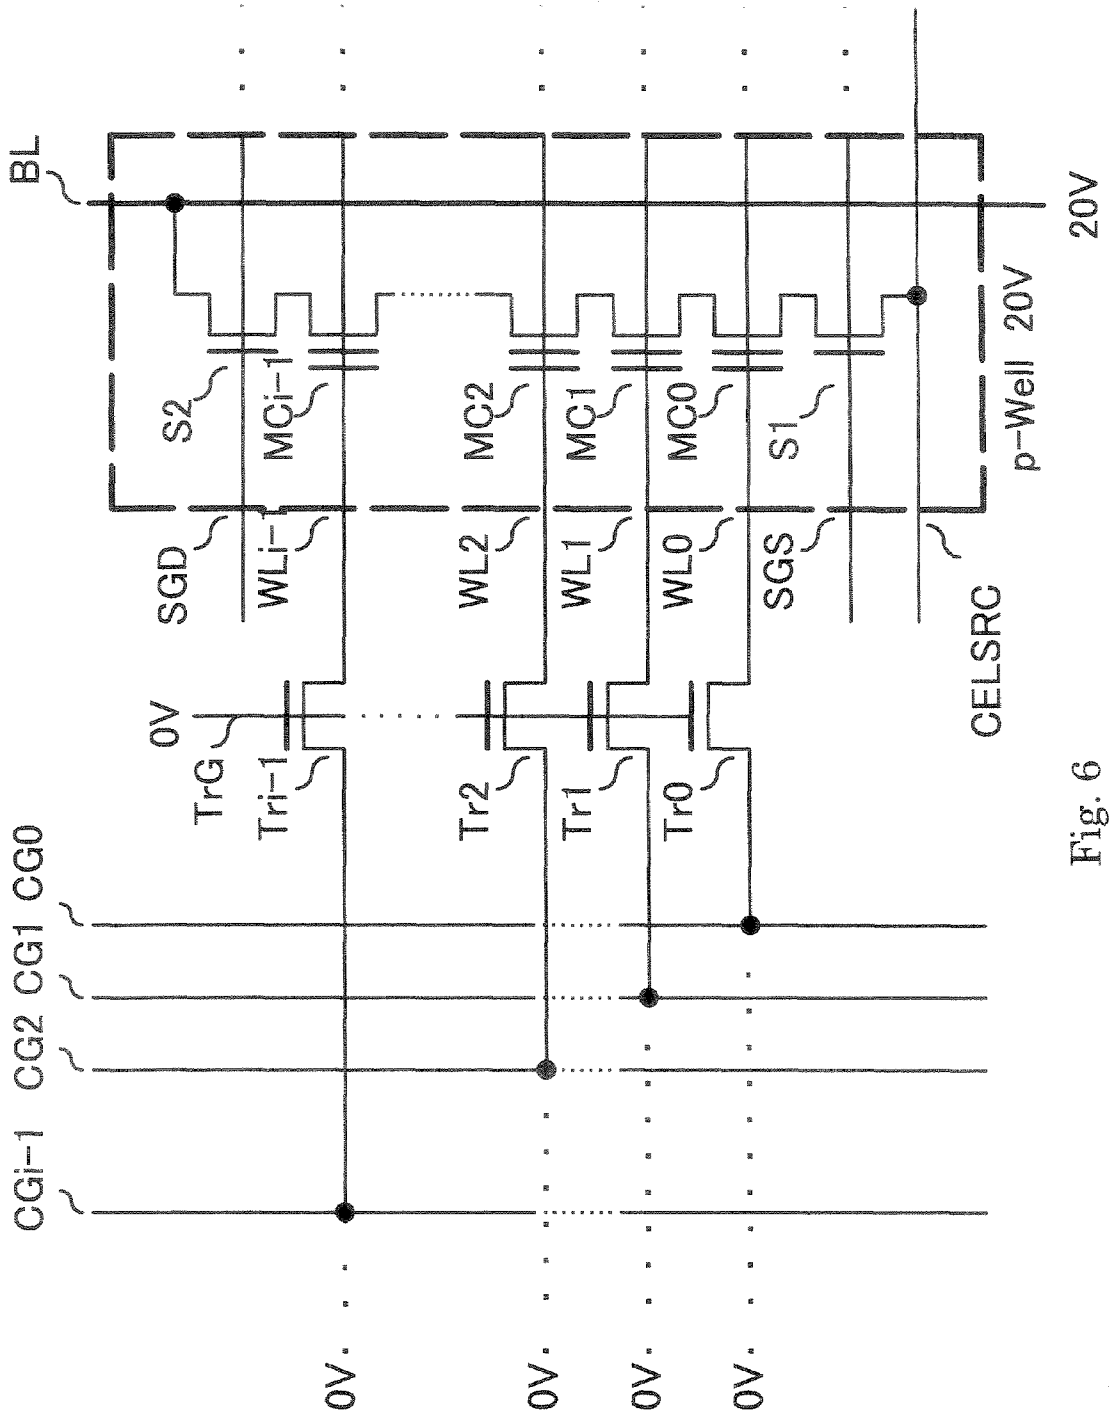 CGi-1
CG2
CG1
CG0
BL
0V
TrG
Tri-1
Tr2
Tr1
Tr0
SGD
WLi-1
WL2
WL1
WL0
SGS
CELSRC
S2
MCi-1
MC2
MC1
MC0
S1
p-Well 20V
20V
0V
0V
0V
0V
Fig. 6